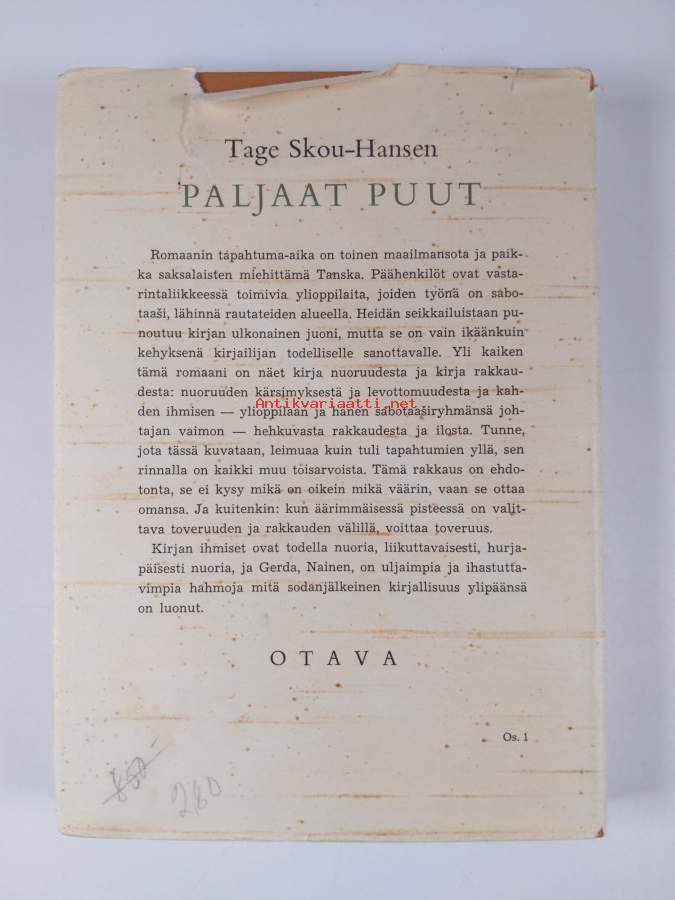 Tage Skou-Hansen
PALJAAT PUUT
Romaanin tapahtuma-aika on toinen maailmansota ja paik-
ka saksalaisten miehittämä Tanska. Päähenkilöt ovat vasta-
rintaliikkeessä toimivia ylioppilaita, joiden työnä on sabo-
taaši, lähinnä rautateiden alueella. Heidän seikkailuistaan pu-
noutuu kirjan ulkonainen juoni, mutta se on vain ikäänkuin
kehyksenä kirjailijan todelliselle sanottavalle. Yli kaiken
tämä romaani on näet kirja nuoruudesta ja kirja rakkau-
desta: nuoruuden kärsimyksestä ja levottomuudesta ja kah-
Antikvariaatti.net
den ihmisen — ylioppilaan ja hänen sabotaaširyhmänsä joh-
tajan vaimon — hehkuvasta rakkaudesta ja ilosta. Tunne,
jota tässä kuvataan, leimuaa kuin tuli tapahtumien yllä, sen
rinnalla on kaikki muu toisarvoista. Tämä rakkaus on ehdo-
tonta, se ei kysy mikä on oikein mikä väärin, vaan se ottaa
omansa. Ja kuitenkin: kun äärimmäisessä pisteessä on valit-
tava toveruuden ja rakkauden välillä, voittaa toveruus.
Kirjan ihmiset ovat todella nuoria, liikuttavaisesti, hurja-
päisesti nuoria, ja Gerda, Nainen, on uljaimpia ja ihastutta-
vimpia hahmoja mitä sodanjälkeinen kirjallisuus ylipäänsä
on luonut.
OTAVA
Os. 1
850
280